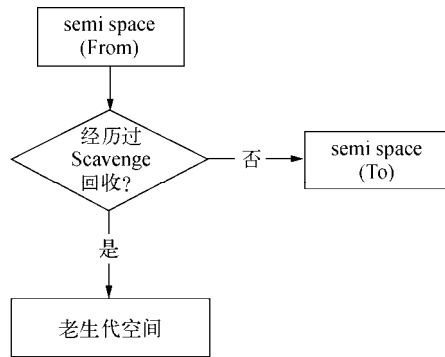 semi space
(From)
经历过
Scavenge
回收?
否
semi space
(To)
是
老生代空间